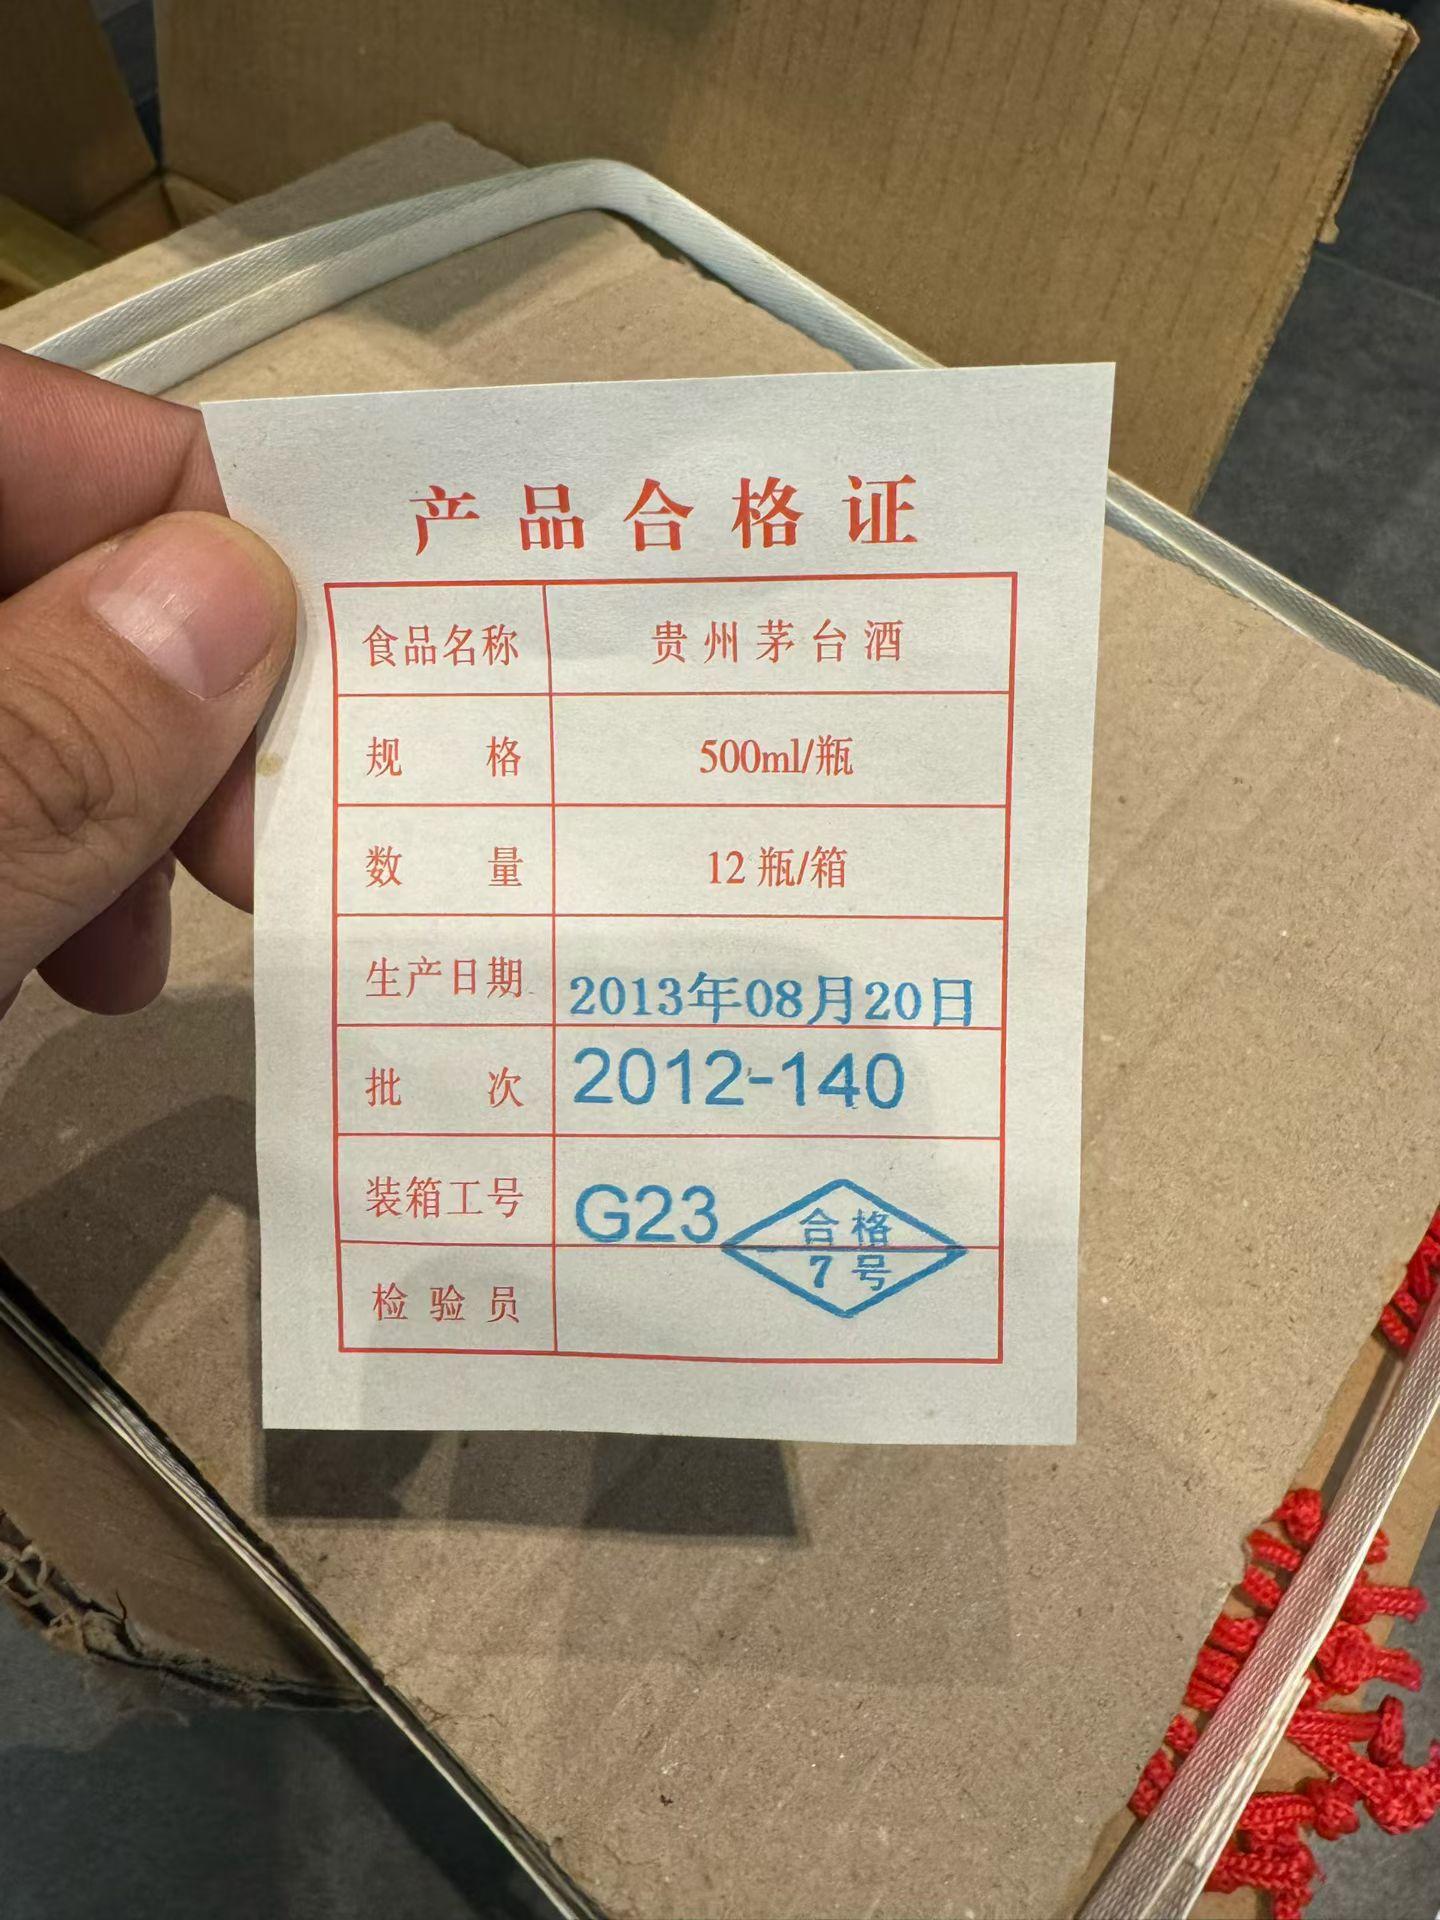 产品合格证
食品名称 贵州茅台酒
规格 500ml/瓶
数量 12瓶/箱
生产日期 2013年08月20日
批次 2012-140
装箱工号 G23
合格
7号
检验员